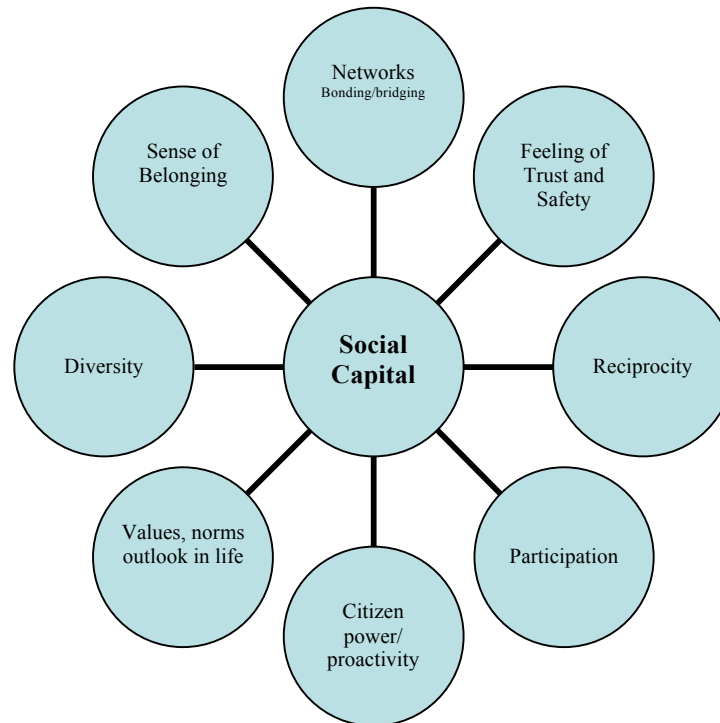 Networks
Bonding/bridging
Sense of
Belonging
Feeling of
Trust and
Safety
Diversity
Social
Capital
Reciprocity
Values, norms
outlook in life
Participation
Citizen
power/
proactivity